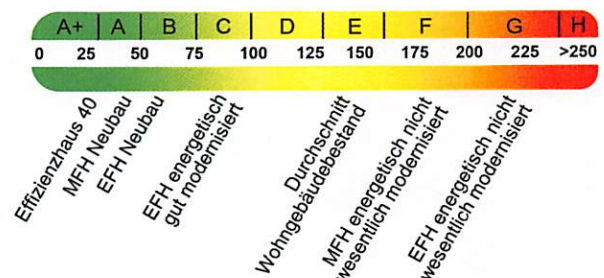 A+ A B C D E F G H
0 25 50 75 100 125 150 175 200 225 >250
Effizienzhaus 40
MFH Neubau
EFH Neubau
EFH energetisch
gut modernisiert
Durchschnitt
Wohngebäudebestand
MFH energetisch nicht
wesentlich modernisiert
EFH energetisch nicht
wesentlich modernisiert